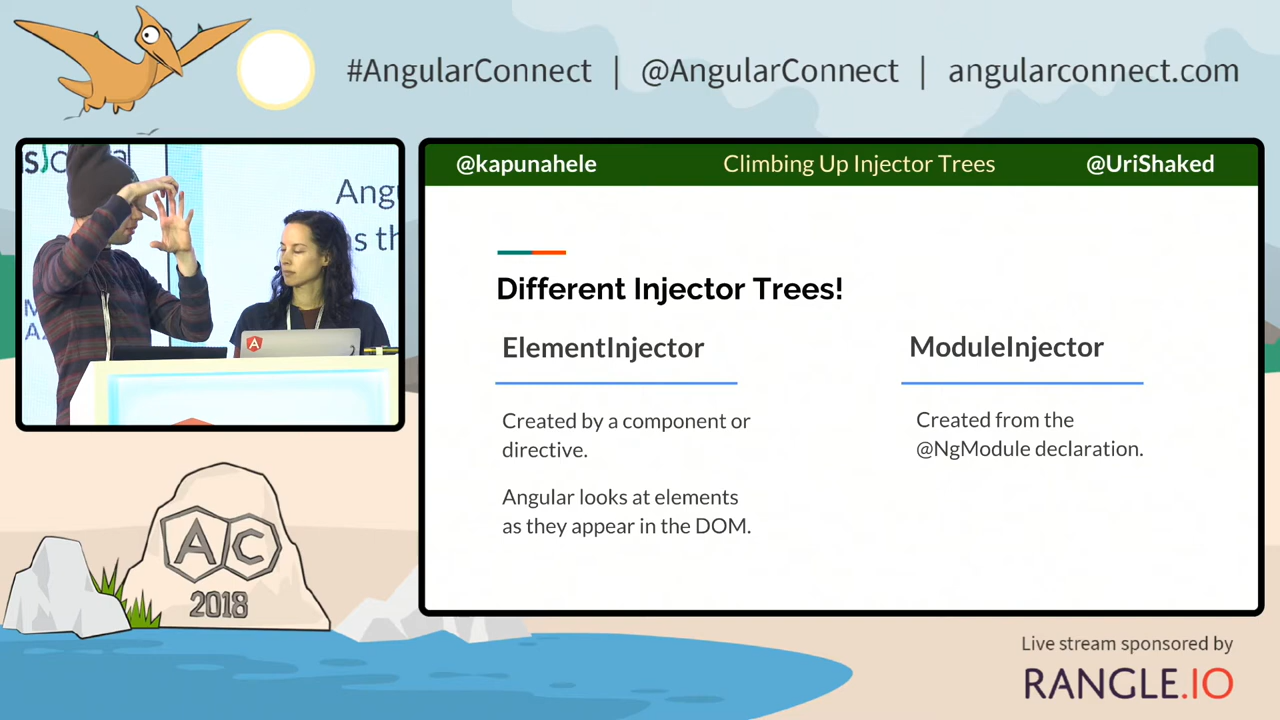 #AngularConnect | @AngularConnect | angularconnect.com
@kapunahele Climbing Up Injector Trees @UriShaked
Different Injector Trees!
ElementInjector
Created by a component or
directive.
Angular looks at elements
as they appear in the DOM.
ModuleInjector
Created from the
@NgModule declaration.
Ang
s th
AC
2018
Live stream sponsored by
RANGLE.IO